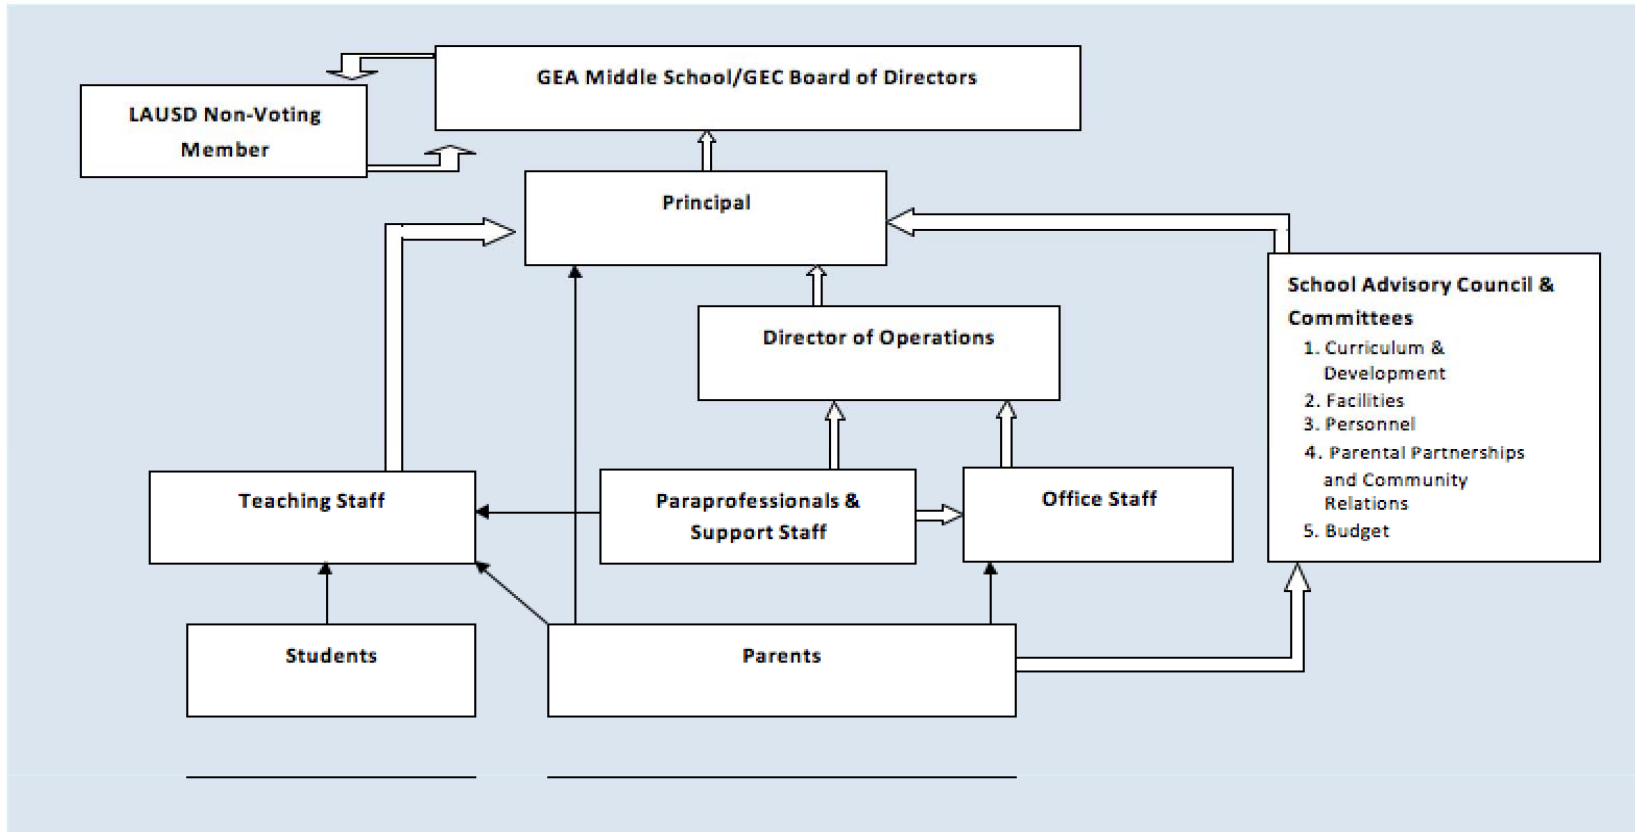 GEA Middle School/GEC Board of Directors
LAUSD Non-Voting
Member
Principal
School Advisory Council &
Committees
1. Curriculum &
Development
2. Facilities
3. Personnel
4. Parental Partnerships
and Community
Relations
5. Budget
Director of Operations
Teaching Staff
Paraprofessionals &
Support Staff
Office Staff
Students
Parents